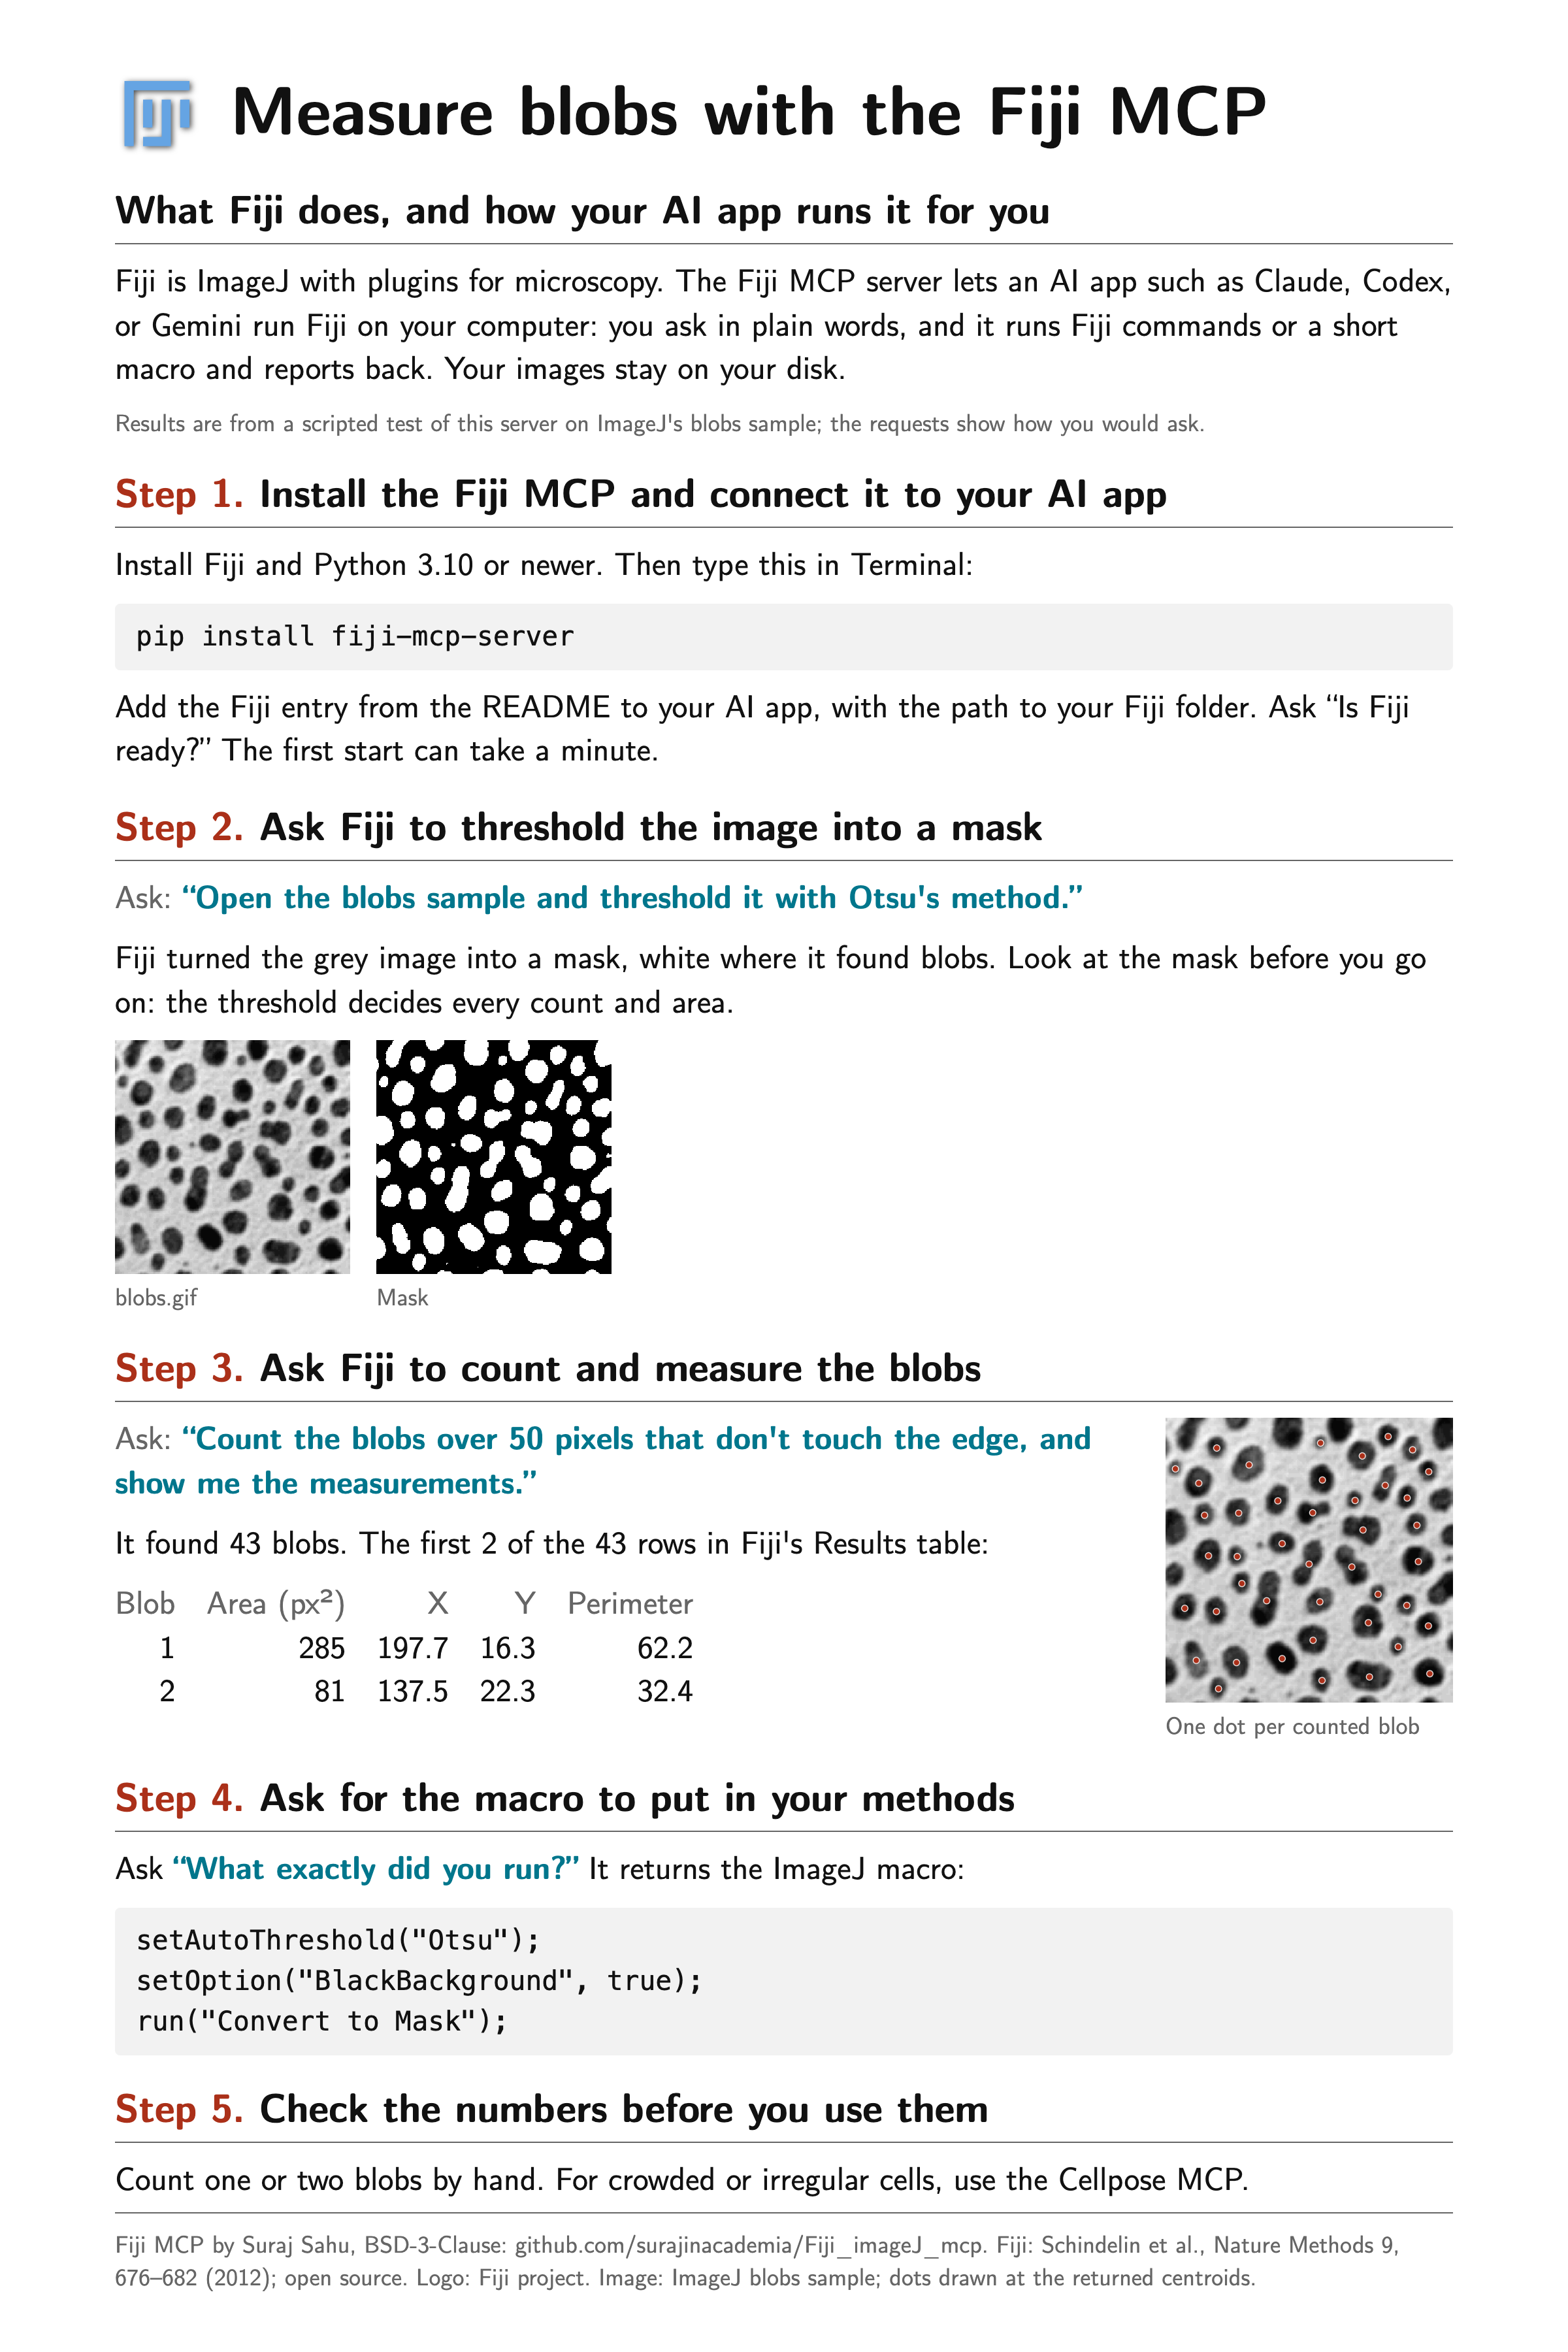 Fiji
Measure blobs with the Fiji MCP
What Fiji does, and how your AI app runs it for you
Fiji is ImageJ with plugins for microscopy. The Fiji MCP server lets an AI app such as Claude, Codex,
or Gemini run Fiji on your computer: you ask in plain words, and it runs Fiji commands or a short
macro and reports back. Your images stay on your disk.
Results are from a scripted test of this server on ImageJ's blobs sample; the requests show how you would ask.
Step 1. Install the Fiji MCP and connect it to your AI app
Install Fiji and Python 3.10 or newer. Then type this in Terminal:
pip install fiji-mcp-server
Add the Fiji entry from the README to your AI app, with the path to your Fiji folder. Ask “Is Fiji
ready?” The first start can take a minute.
Step 2. Ask Fiji to threshold the image into a mask
Ask: “Open the blobs sample and threshold it with Otsu's method.”
Fiji turned the grey image into a mask, white where it found blobs. Look at the mask before you go
on: the threshold decides every count and area.
blobs.gif Mask
Step 3. Ask Fiji to count and measure the blobs
Ask: “Count the blobs over 50 pixels that don't touch the edge, and
show me the measurements.”
It found 43 blobs. The first 2 of the 43 rows in Fiji's Results table:
Blob Area (px²) X Y Perimeter
1 285 197.7 16.3 62.2
2 81 137.5 22.3 32.4
One dot per counted blob
Step 4. Ask for the macro to put in your methods
Ask “What exactly did you run?” It returns the ImageJ macro:
setAutoThreshold("Otsu");
setOption("BlackBackground", true);
run("Convert to Mask");
Step 5. Check the numbers before you use them
Count one or two blobs by hand. For crowded or irregular cells, use the Cellpose MCP.
Fiji MCP by Suraj Sahu, BSD-3-Clause: github.com/surajinacademia/Fiji_imageJ_mcp. Fiji: Schindelin et al., Nature Methods 9,
676–682 (2012); open source. Logo: Fiji project. Image: ImageJ blobs sample; dots drawn at the returned centroids.